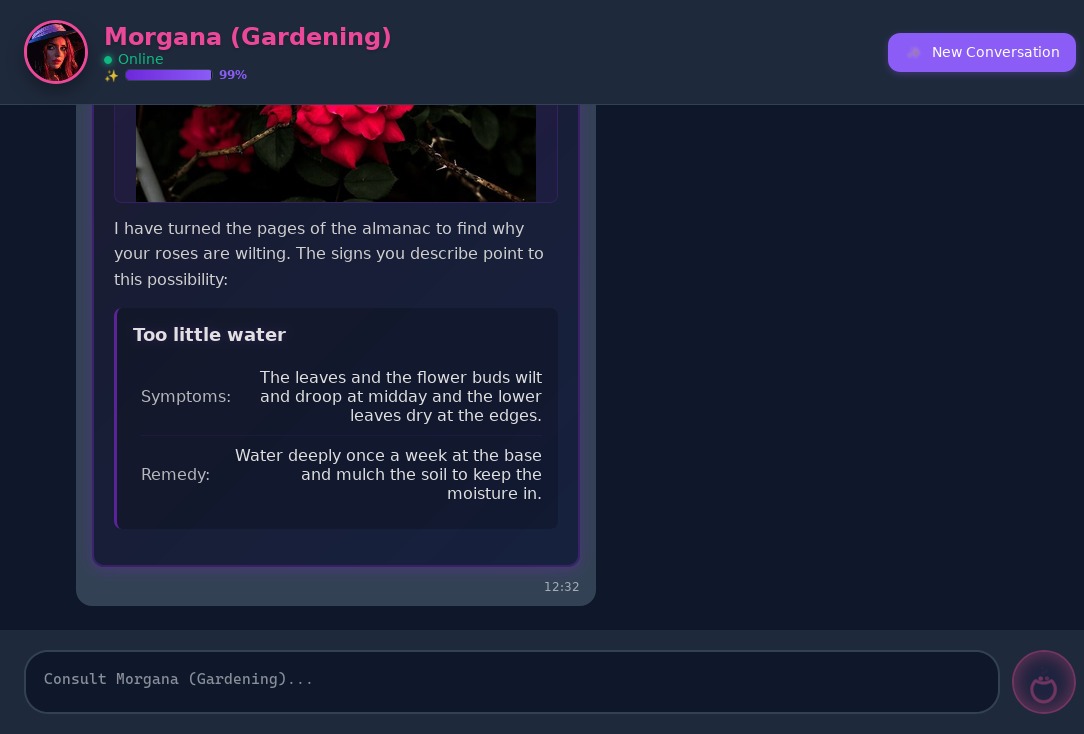 Morgana (Gardening)
Online
99%
New Conversation
I have turned the pages of the almanac to find why
your roses are wilting. The signs you describe point to
this possibility:
Too little water
Symptoms:
The leaves and the flower buds wilt
and droop at midday and the lower
leaves dry at the edges.
Remedy:
Water deeply once a week at the base
and mulch the soil to keep the
moisture in.
12:32
Consult Morgana (Gardening)...